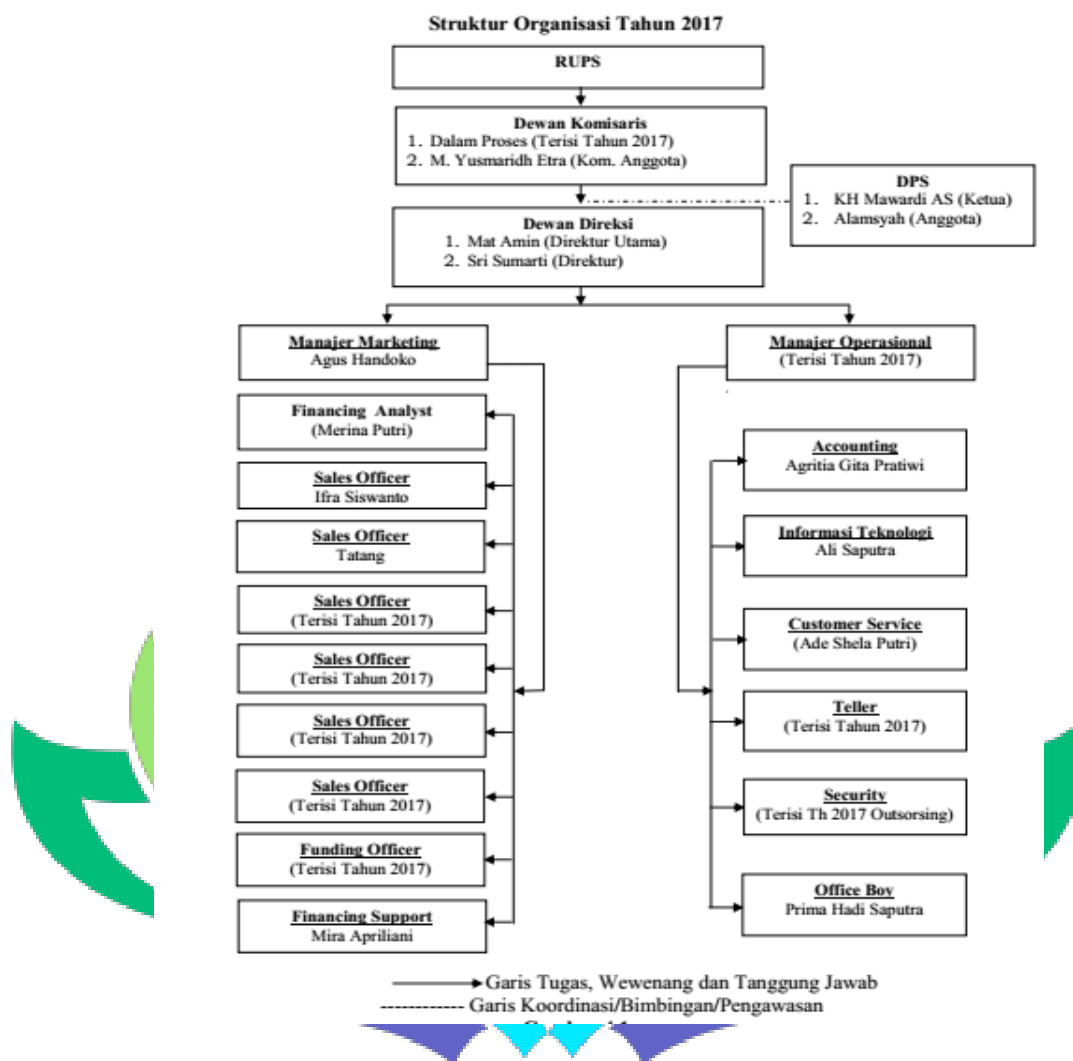 Struktur Organisasi Tahun 2017
RUPS
Dewan Komisaris
1. Dalam Proses (Terisi Tahun 2017)
2. M. Yusmaridh Etra (Kom. Anggota)
DPS
1. KH Mawardi AS (Ketua)
2. Alamsyah (Anggota)
Dewan Direksi
1. Mat Amin (Direktur Utama)
2. Sri Sumarti (Direktur)
Manajer Marketing
Agus Handoko
Financing Analyst
(Merina Putri)
Sales Officer
Ifra Siswanto
Sales Officer
Tatang
Sales Officer
(Terisi Tahun 2017)
Sales Officer
(Terisi Tahun 2017)
Sales Officer
(Terisi Tahun 2017)
Sales Officer
(Terisi Tahun 2017)
Funding Officer
(Terisi Tahun 2017)
Financing Support
Mira Apriliani
Manajer Operasional
(Terisi Tahun 2017)
Accounting
Agritia Gita Pratiwi
Informasi Teknologi
Ali Saputra
Customer Service
(Ade Shela Putri)
Teller
(Terisi Tahun 2017)
Security
(Terisi Th 2017 Outsorsing)
Office Boy
Prima Hadi Saputra
Garis Tugas, Wewenang dan Tanggung Jawab
Garis Koordinasi/Bimbingan/Pengawasan